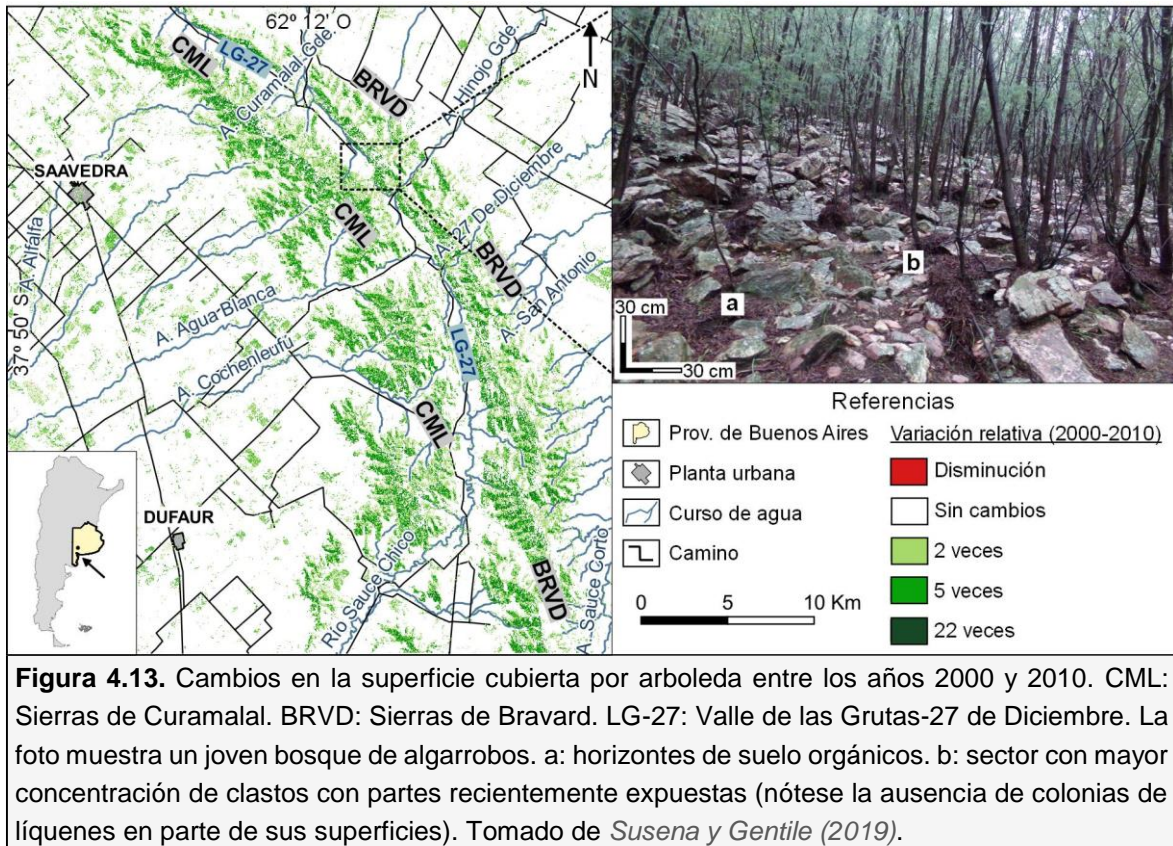 62º 12' O
CML
LG-27
BRVD
A. Curamalal Gde.
A. Hinojo Gde.
N
SAAVEDRA
A. Alfalfa
CML
A. 27 De Diciembre
BRVD
A. San Antonio
37º 50' S
A. Agua Blanca
LG-27
A. Cochenleufú
CML
DUFAUR
Río Sauce Chico
BRVD
A. Sauce Corto
b
a
30 cm
30 cm
Referencias
Prov. de Buenos Aires
Planta urbana
Curso de agua
Camino
0 5 10 Km
Variación relativa (2000-2010)
Disminución
Sin cambios
2 veces
5 veces
22 veces
Figura 4.13. Cambios en la superficie cubierta por arboleda entre los años 2000 y 2010. CML:
Sierras de Curamalal. BRVD: Sierras de Bravard. LG-27: Valle de las Grutas-27 de Diciembre. La
foto muestra un joven bosque de algarrobos. a: horizontes de suelo orgánicos. b: sector con mayor
concentración de clastos con partes recientemente expuestas (nótese la ausencia de colonias de
líquenes en parte de sus superficies). Tomado de Susena y Gentile (2019).